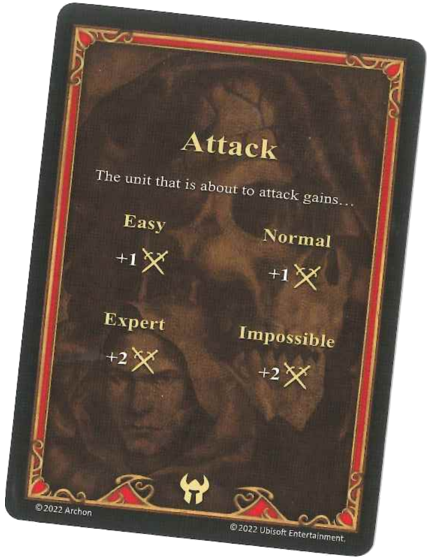 Attack
The unit that is about to attack gains...
Easy
Normal
+1
+1
Expert
Impossible
+2
+2
©2022 Archon
©2022 Ubisoft Entertainment.